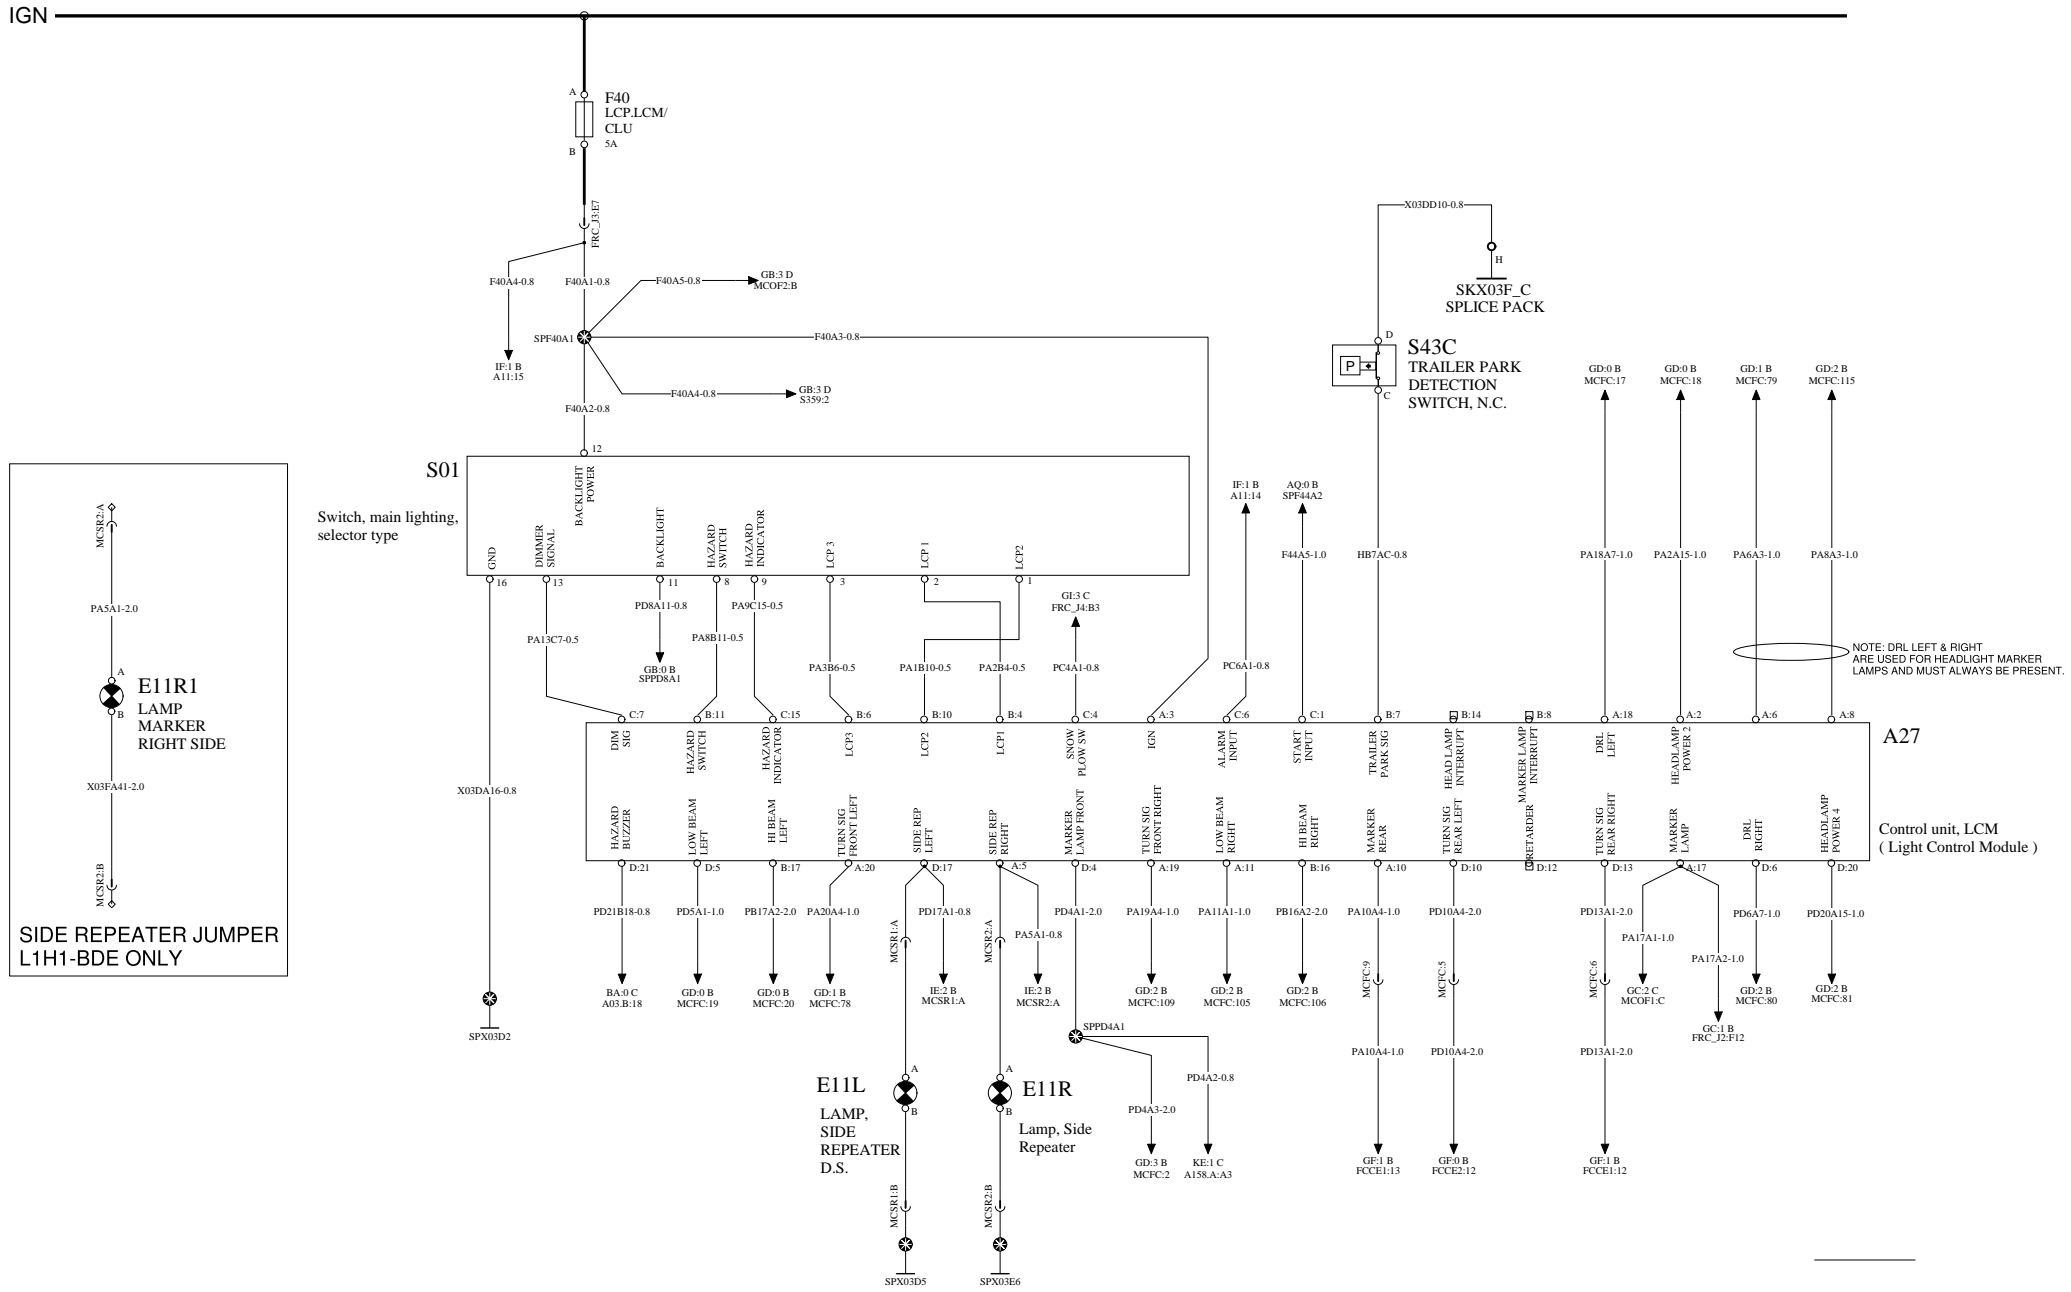 IGN
A
F40
LCP.LCM/
CLU
5A
B
FRC_J3:E7
F40A4-0.8
F40A1-0.8
F40A5-0.8
GB:3 D
MCOF2:B
SPF40A1
F40A3-0.8
IF:1 B
A11:15
F40A4-0.8
GB:3 D
S359:2
F40A2-0.8
X03DD10-0.8
H
SKX03F_C
SPLICE PACK
D
P
S43C
TRAILER PARK
DETECTION
SWITCH, N.C.
C
GD:0 B
MCFC:17
GD:0 B
MCFC:18
GD:1 B
MCFC:79
GD:2 B
MCFC:115
12
S01
Switch, main lighting,
selector type
BACKLIGHT
POWER
GND
DIMMER
SIGNAL
BACKLIGHT
HAZARD
SWITCH
HAZARD
INDICATOR
LCP 3
LCP 1
LCP2
16
13
11
8
9
3
2
1
IF:1 B
A11:14
AQ:0 B
SPF44A2
F44A5-1.0
HB7AC-0.8
PA18A7-1.0
PA2A15-1.0
PA6A3-1.0
PA8A3-1.0
PD8A11-0.8
PA9C15-0.5
GI:3 C
FRC_J4:B3
PA13C7-0.5
PA8B11-0.5
GB:0 B
SPPD8A1
PA3B6-0.5
PA1B10-0.5
PA2B4-0.5
PC4A1-0.8
PC6A1-0.8
NOTE: DRL LEFT & RIGHT
ARE USED FOR HEADLIGHT MARKER
LAMPS AND MUST ALWAYS BE PRESENT.
C:7
B:11
C:15
B:6
B:10
B:4
C:4
A:3
C:6
C:1
B:7
B:14
B:8
A:18
A:2
A:6
A:8
DIM
SIG
HAZARD
SWITCH
HAZARD
INDICATOR
LCP3
LCP2
LCP1
SNOW
PLOW SW
IGN
ALARM
INPUT
START
INPUT
TRAILER
PARK SIG
HEAD LAMP
INTERRUPT
MARKER LAMP
INTERRUPT
DRL
LEFT
HEADLAMP
POWER 2
A27
Control unit, LCM
( Light Control Module )
HAZARD
BUZZER
LOW BEAM
LEFT
HI BEAM
LEFT
TURN SIG
FRONT LEFT
SIDE REP
LEFT
SIDE REP
RIGHT
MARKER
LAMP FRONT
TURN SIG
FRONT RIGHT
LOW BEAM
RIGHT
HI BEAM
RIGHT
MARKER
REAR
TURN SIG
REAR LEFT
RETARDER
TURN SIG
REAR RIGHT
MARKER
LAMP
DRL
RIGHT
HEADLAMP
POWER 4
D:21
D:5
B:17
A:20
D:17
A:5
D:4
A:19
A:11
B:16
A:10
D:10
D:12
D:13
A:17
D:6
D:20
PD21B18-0.8
PD5A1-1.0
PB17A2-2.0
PA20A4-1.0
PD17A1-0.8
PD4A1-2.0
PA19A4-1.0
PA11A1-1.0
PB16A2-2.0
PA10A4-1.0
PD10A4-2.0
PD13A1-2.0
PD6A7-1.0
PD20A15-1.0
MCSR1:A
MCSR2:A
PA5A1-0.8
PA17A1-1.0
PA17A2-1.0
MCFC:9
MCFC:5
MCFC:6
BA:0 C
A03.B:18
GD:0 B
MCFC:19
GD:0 B
MCFC:20
GD:1 B
MCFC:78
IE:2 B
MCSR1:A
IE:2 B
MCSR2:A
GD:2 B
MCFC:109
GD:2 B
MCFC:105
GD:2 B
MCFC:106
GC:2 C
MCOF1:C
GC:1 B
FRC_J2:F12
GD:2 B
MCFC:80
GD:2 B
MCFC:81
X03DA16-0.8
SPX03D2
SPPD4A1
PD4A2-0.8
PD4A3-2.0
PA10A4-1.0
PD10A4-2.0
PD13A1-2.0
GD:3 B
MCFC:2
KE:1 C
A158.A:A3
GF:1 B
FCCE1:13
GF:0 B
FCCE2:12
GF:1 B
FCCE1:12
A
E11L
B
LAMP,
SIDE
REPEATER
D.S.
MCSR1:B
SPX03D5
A
E11R
B
Lamp, Side
Repeater
MCSR2:B
SPX03E6
MCSR2:A
PA5A1-2.0
A
E11R1
B
LAMP
MARKER
RIGHT SIDE
X03FA41-2.0
MCSR2:B
SIDE REPEATER JUMPER
L1H1-BDE ONLY